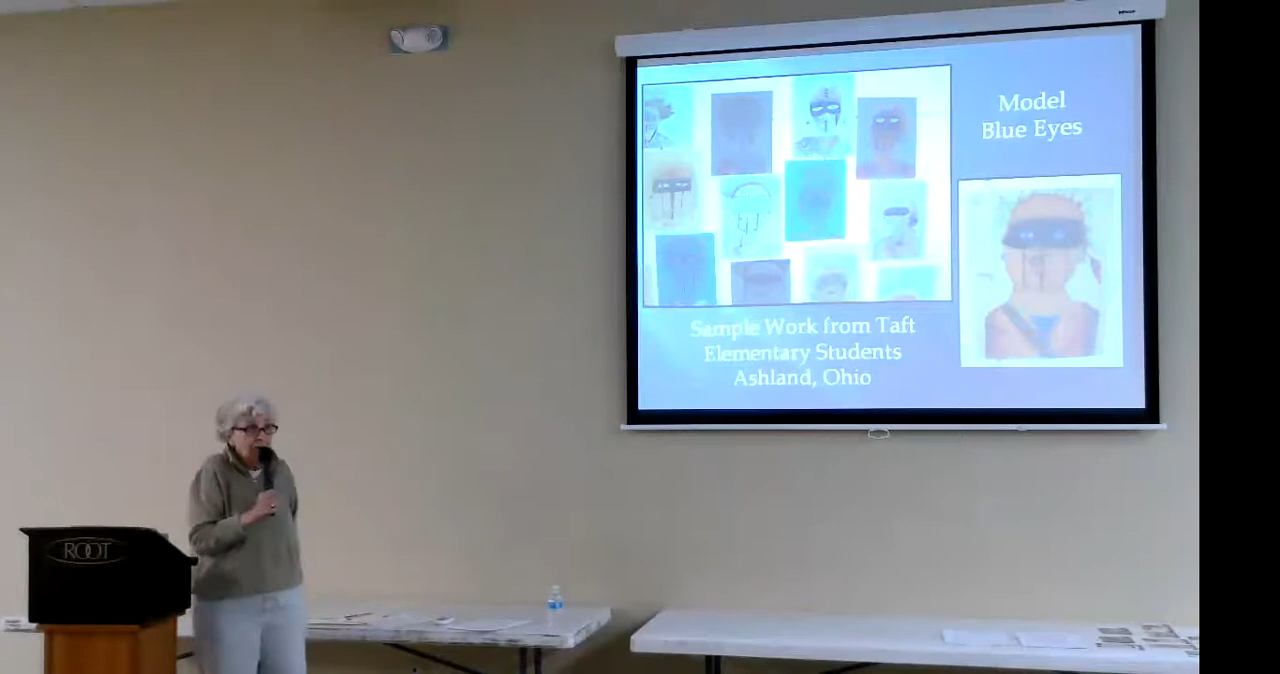 Model
Blue Eyes
Sample Work from Taft
Elementary Students
Ashland, Ohio
ROOT